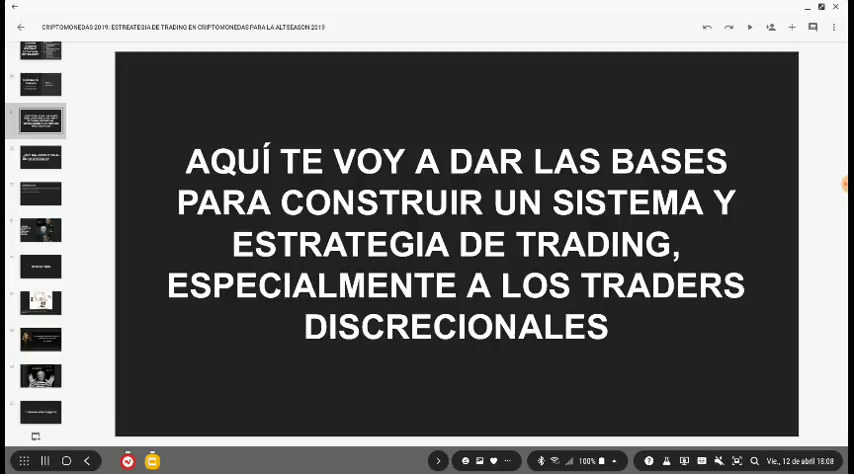 CRIPTOMONEDAS 2019: ESTREATEGIA DE TRADING EN CRIPTOMONEDAS PARA LA ALTSEASON 2019
AQUÍ TE VOY A DAR LAS BASES
PARA CONSTRUIR UN SISTEMA Y
ESTRATEGIA DE TRADING,
ESPECIALMENTE A LOS TRADERS
DISCRECIONALES
100%
Vie., 12 de abril 18:08